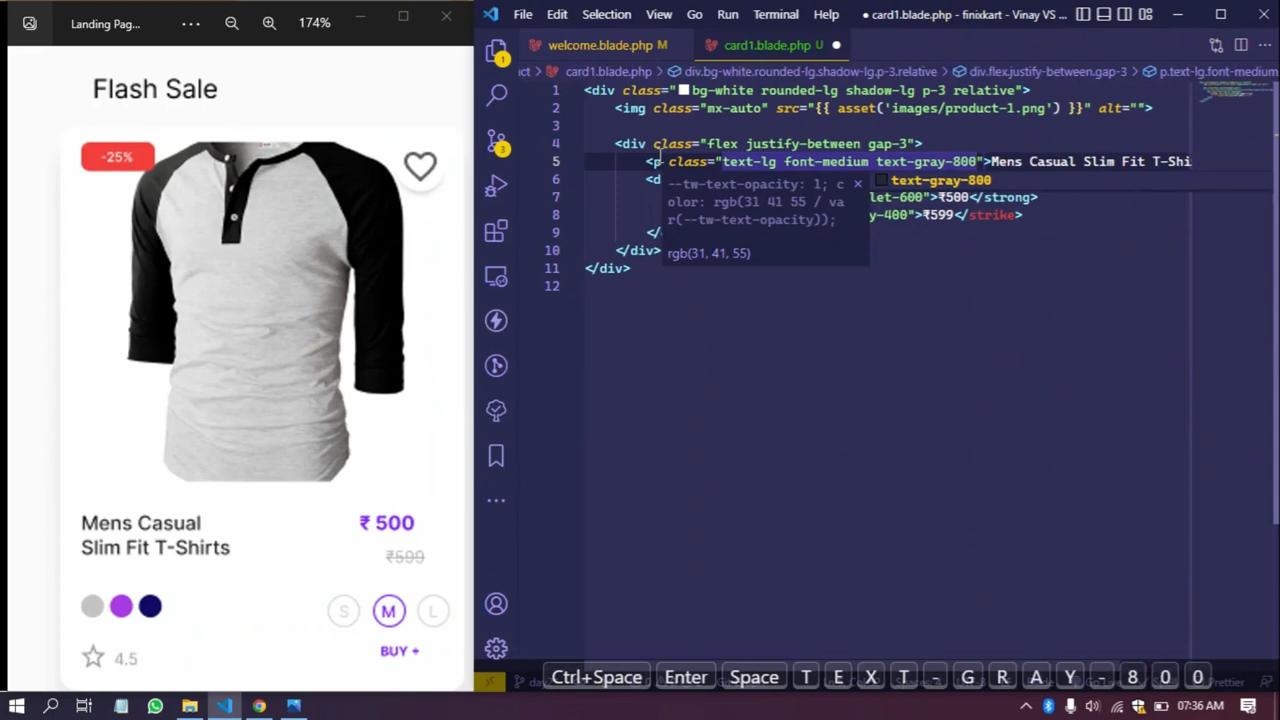 Landing Pag...
174%
Flash Sale
-25%
Mens Casual
Slim Fit T-Shirts
₹ 500
₹599
S M L
4.5
BUY +
File Edit Selection View Go Run Terminal Help
● card1.blade.php - finixkart - Vinay VS ...
welcome.blade.php M
card1.blade.php U
uct > card1.blade.php > div.bg-white.rounded-lg.shadow-lg.p-3.relative > div.flex.justify-between.gap-3 > p.text-lg.font-medium
1
3
3
1 <div class="bg-white rounded-lg shadow-lg p-3 relative">
2 <img class="mx-auto" src="{{ asset('images/product-1.png') }}" alt="">
3
4 <div class="flex justify-between gap-3">
5 <p class="text-lg font-medium text-gray-800">Mens Casual Slim Fit T-Shi
6 <d
7 let-600">₹500</strong>
8 y-400">₹599</strike>
9 </
10 </div>
11 </div>
12
text-gray-800
--tw-text-opacity: 1; c
olor: rgb(31 41 55 / va
r(--tw-text-opacity));
rgb(31, 41, 55)
Ctrl+Space Enter Space T E X T - G R A Y - 8 0 0
Prettier
07:36 AM